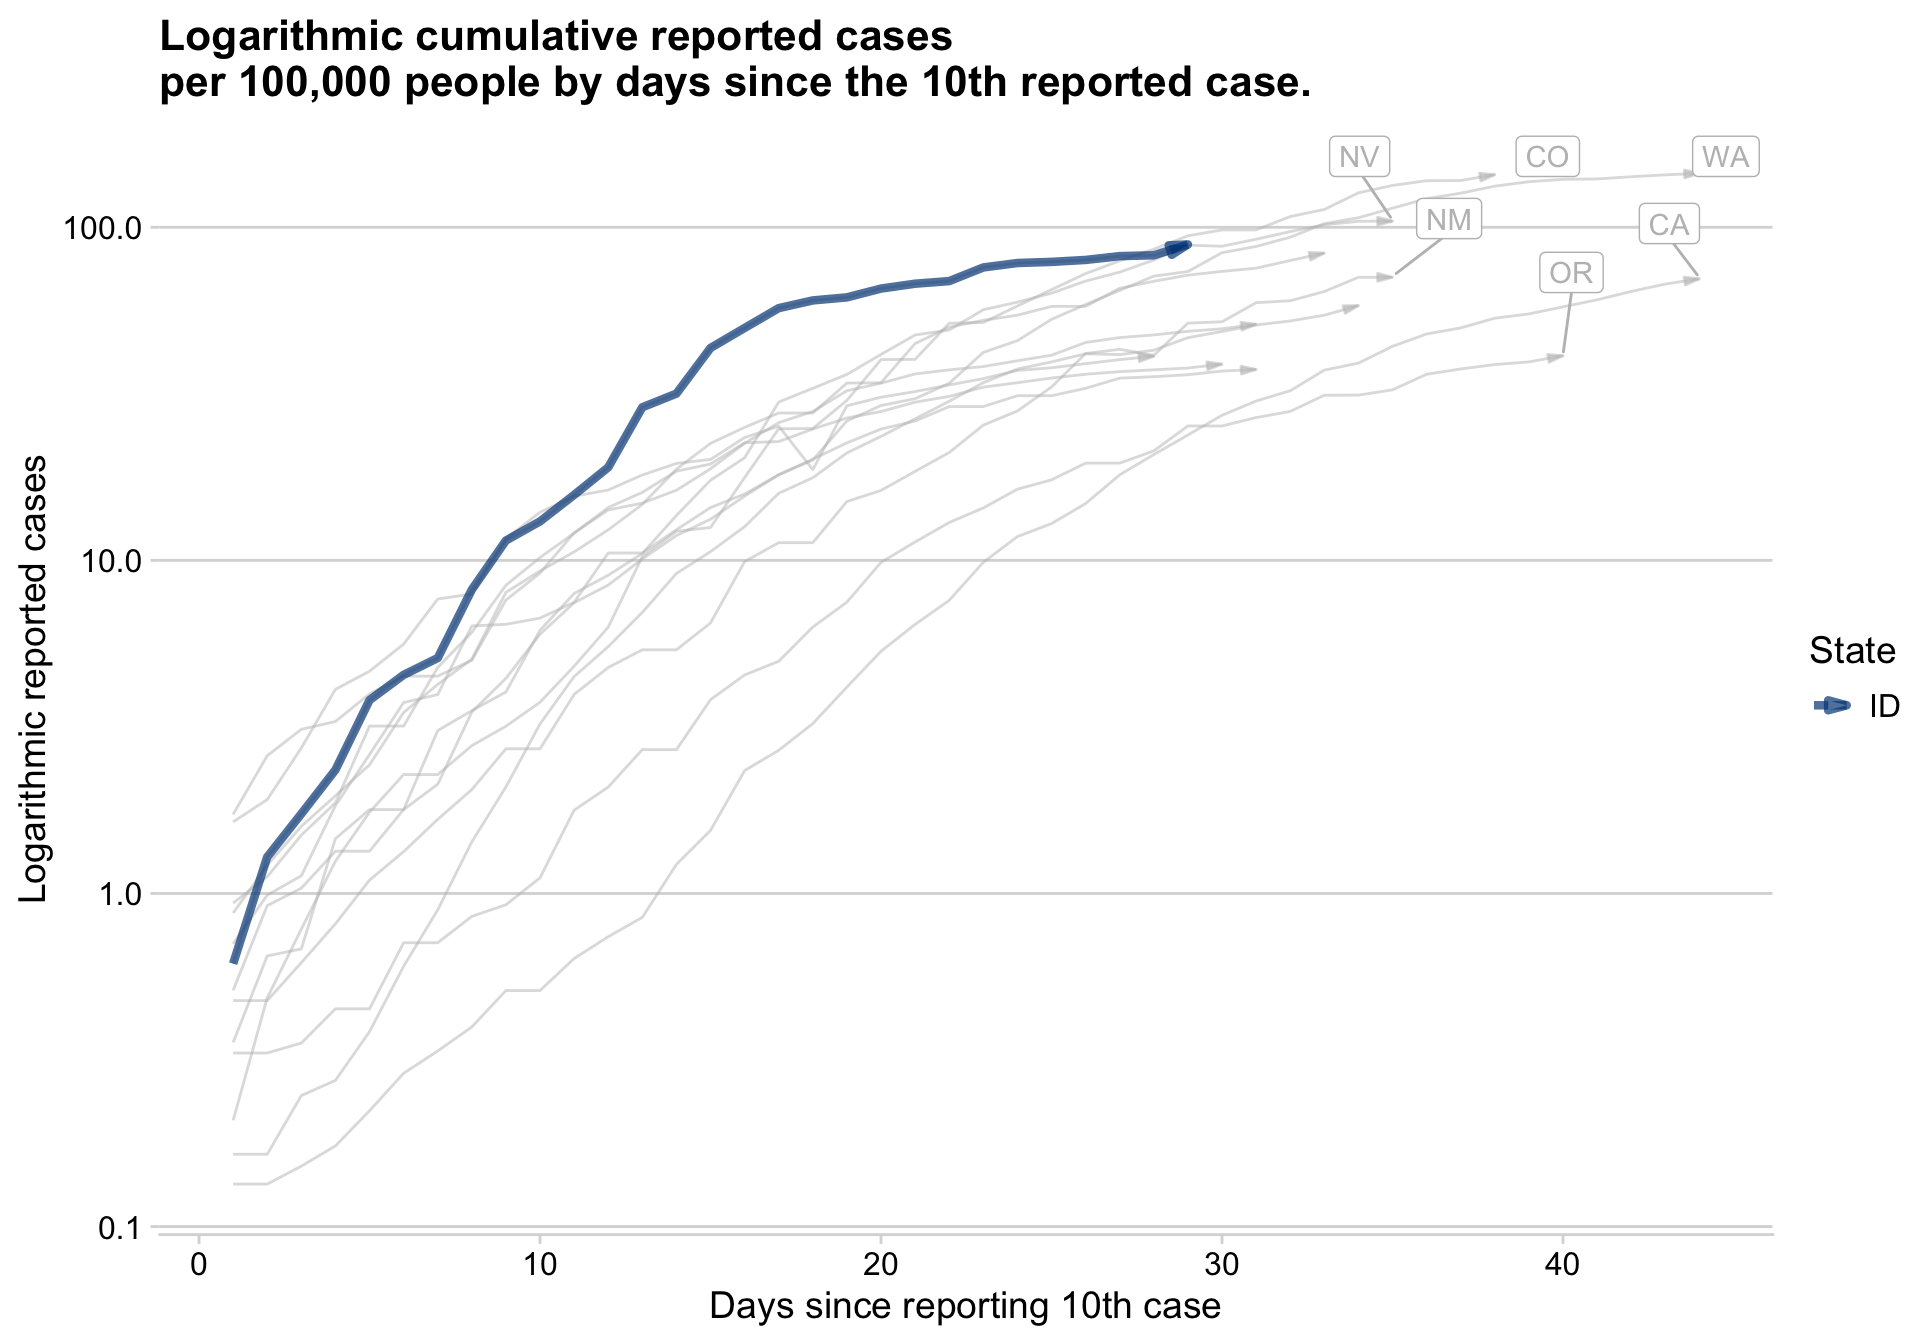 Logarithmic cumulative reported cases
per 100,000 people by days since the 10th reported case.
NV
CO
WA
NM
CA
OR
100.0
10.0
1.0
0.1
Logarithmic reported cases
0
10
20
30
40
Days since reporting 10th case
State
ID